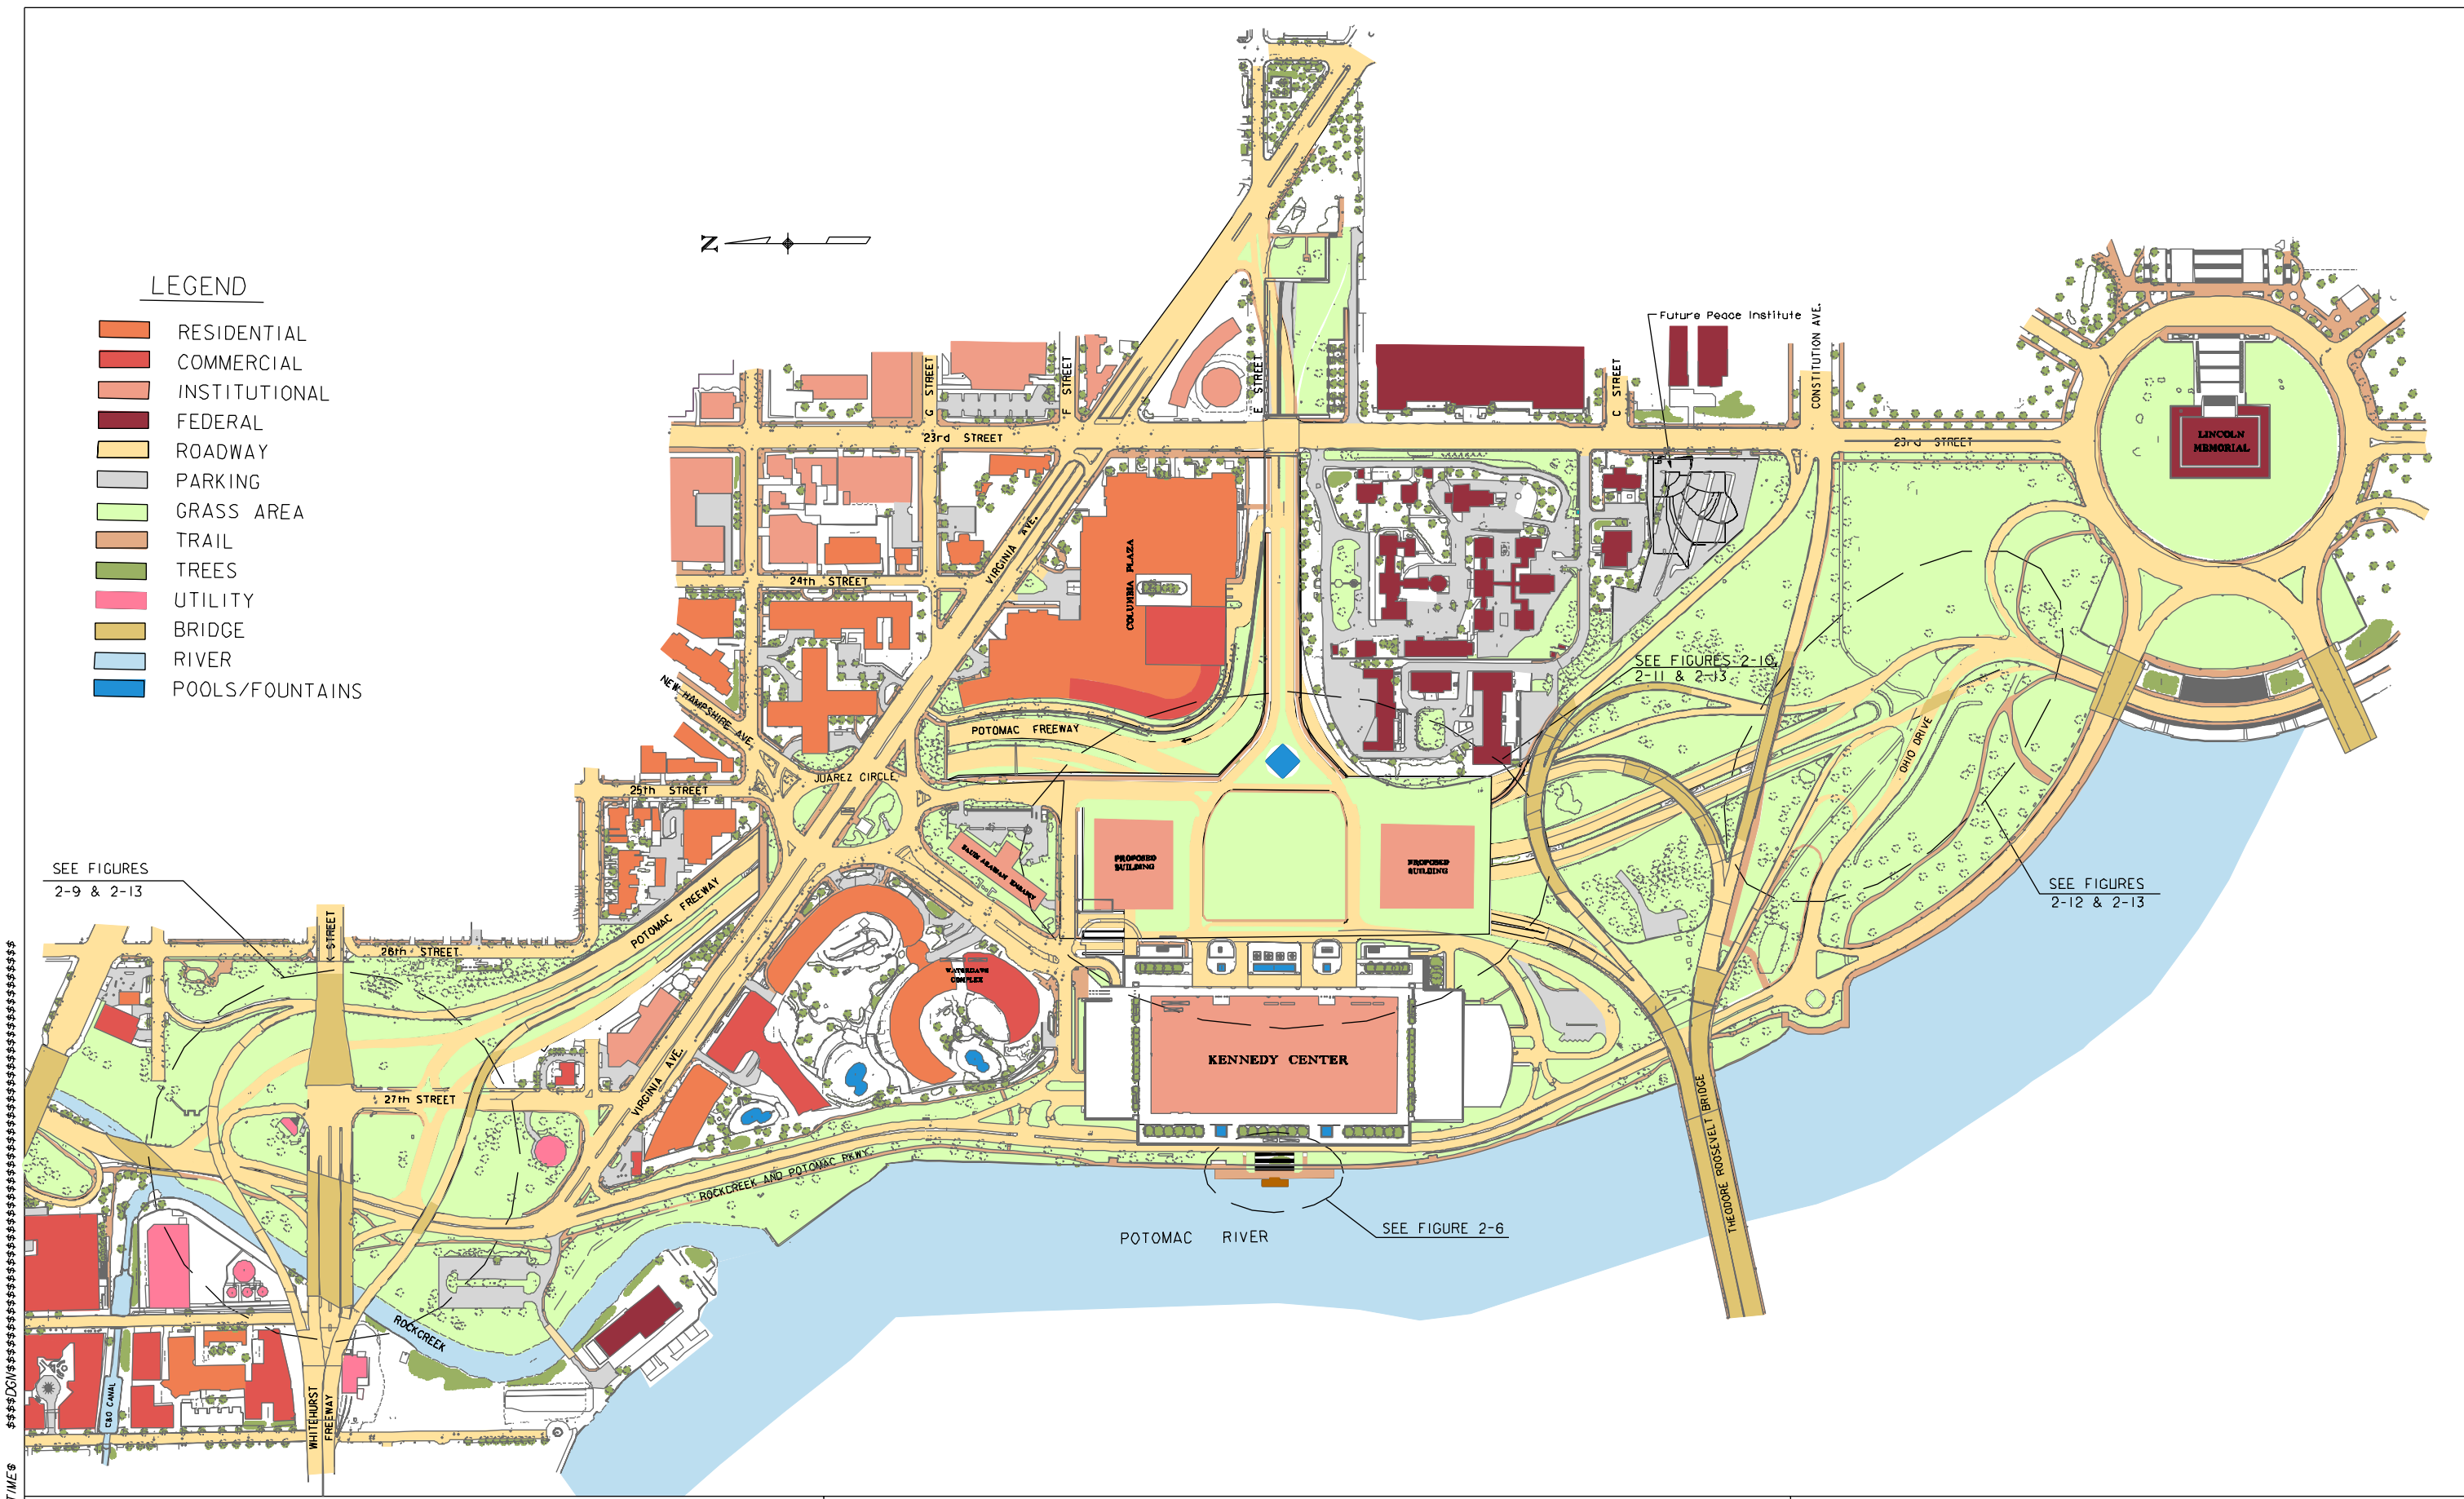 N
LEGEND
RESIDENTIAL
COMMERCIAL
INSTITUTIONAL
FEDERAL
ROADWAY
PARKING
GRASS AREA
TRAIL
TREES
UTILITY
BRIDGE
RIVER
POOLS/FOUNTAINS
Future Peace Institute
CONSTITUTION AVE.
G STREET
F STREET
E STREET
C STREET
23rd STREET
23rd STREET
LINCOLN
MEMORIAL
VIRGINIA AVE.
24th STREET
COLUMBIA PLAZA
SEE FIGURES 2-10,
2-11 & 2-13
NEW HAMPSHIRE AVE.
POTOMAC FREEWAY
OHIO DRIVE
JUAREZ CIRCLE
25th STREET
SAUDI ARABIAN EMBASSY
PROPOSED
BUILDING
PROPOSED
BUILDING
SEE FIGURES
2-9 & 2-13
SEE FIGURES
2-12 & 2-13
POTOMAC FREEWAY
STREET
26th STREET
WATERGATE
COMPLEX
KENNEDY CENTER
VIRGINIA AVE.
27th STREET
THEODORE ROOSEVELT BRIDGE
ROCKCREEK AND POTOMAC PKWY
SEE FIGURE 2-6
POTOMAC RIVER
ROCKCREEK
C&O CANAL
WHITEHURST
FREEWAY